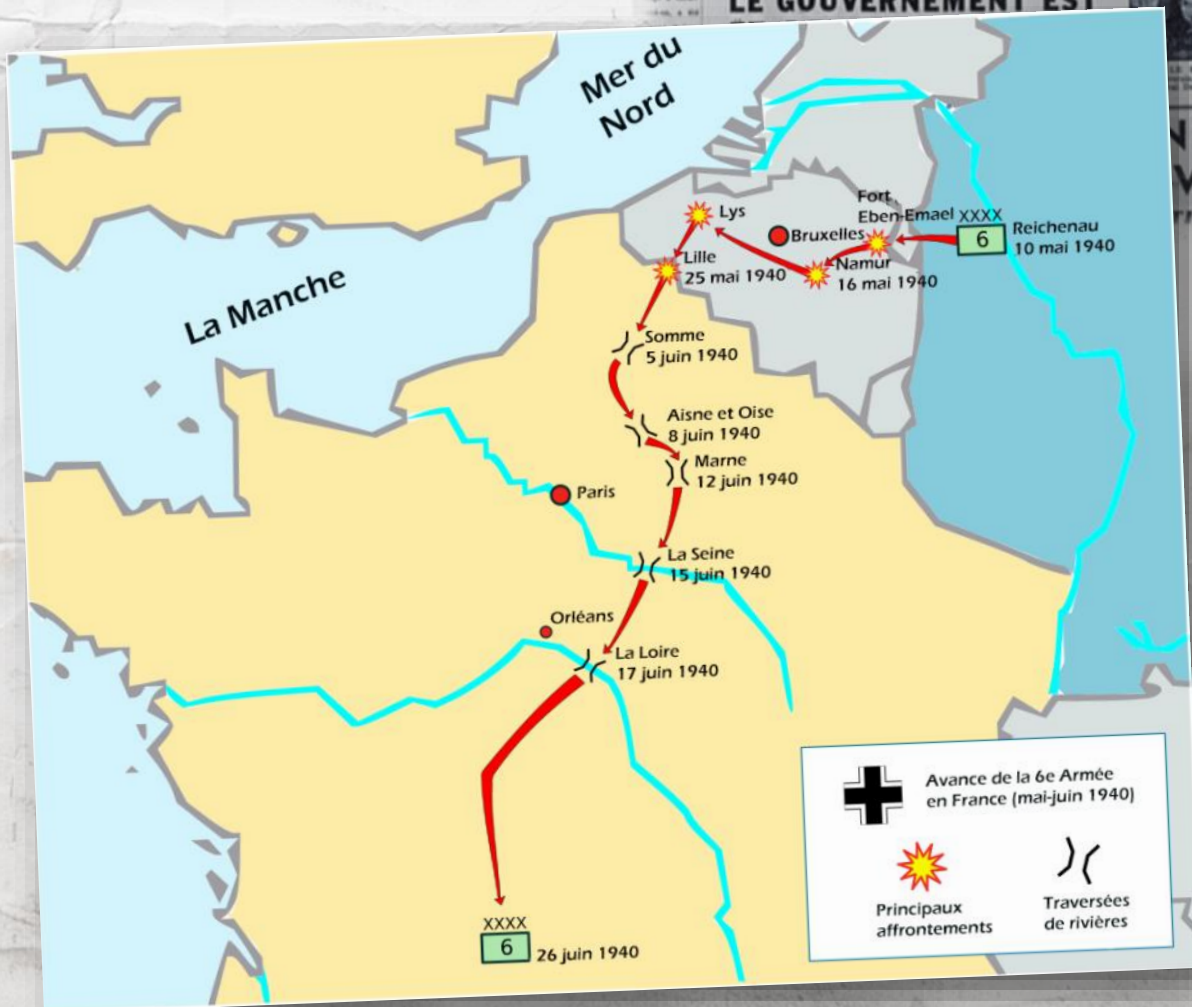 LE GOUVERNEMENT EST
Mer du
Nord
La Manche
Lys
Bruxelles
Fort
Eben-Emael
XXXX
6
Reichenau
10 mai 1940
Lille
25 mai 1940
Namur
16 mai 1940
Somme
5 juin 1940
Aisne et Oise
8 juin 1940
Marne
12 juin 1940
Paris
La Seine
15 juin 1940
Orléans
La Loire
17 juin 1940
XXXX
6
26 juin 1940
Avance de la 6e Armée
en France (mai-juin 1940)
Principaux
affrontements
Traversées
de rivières